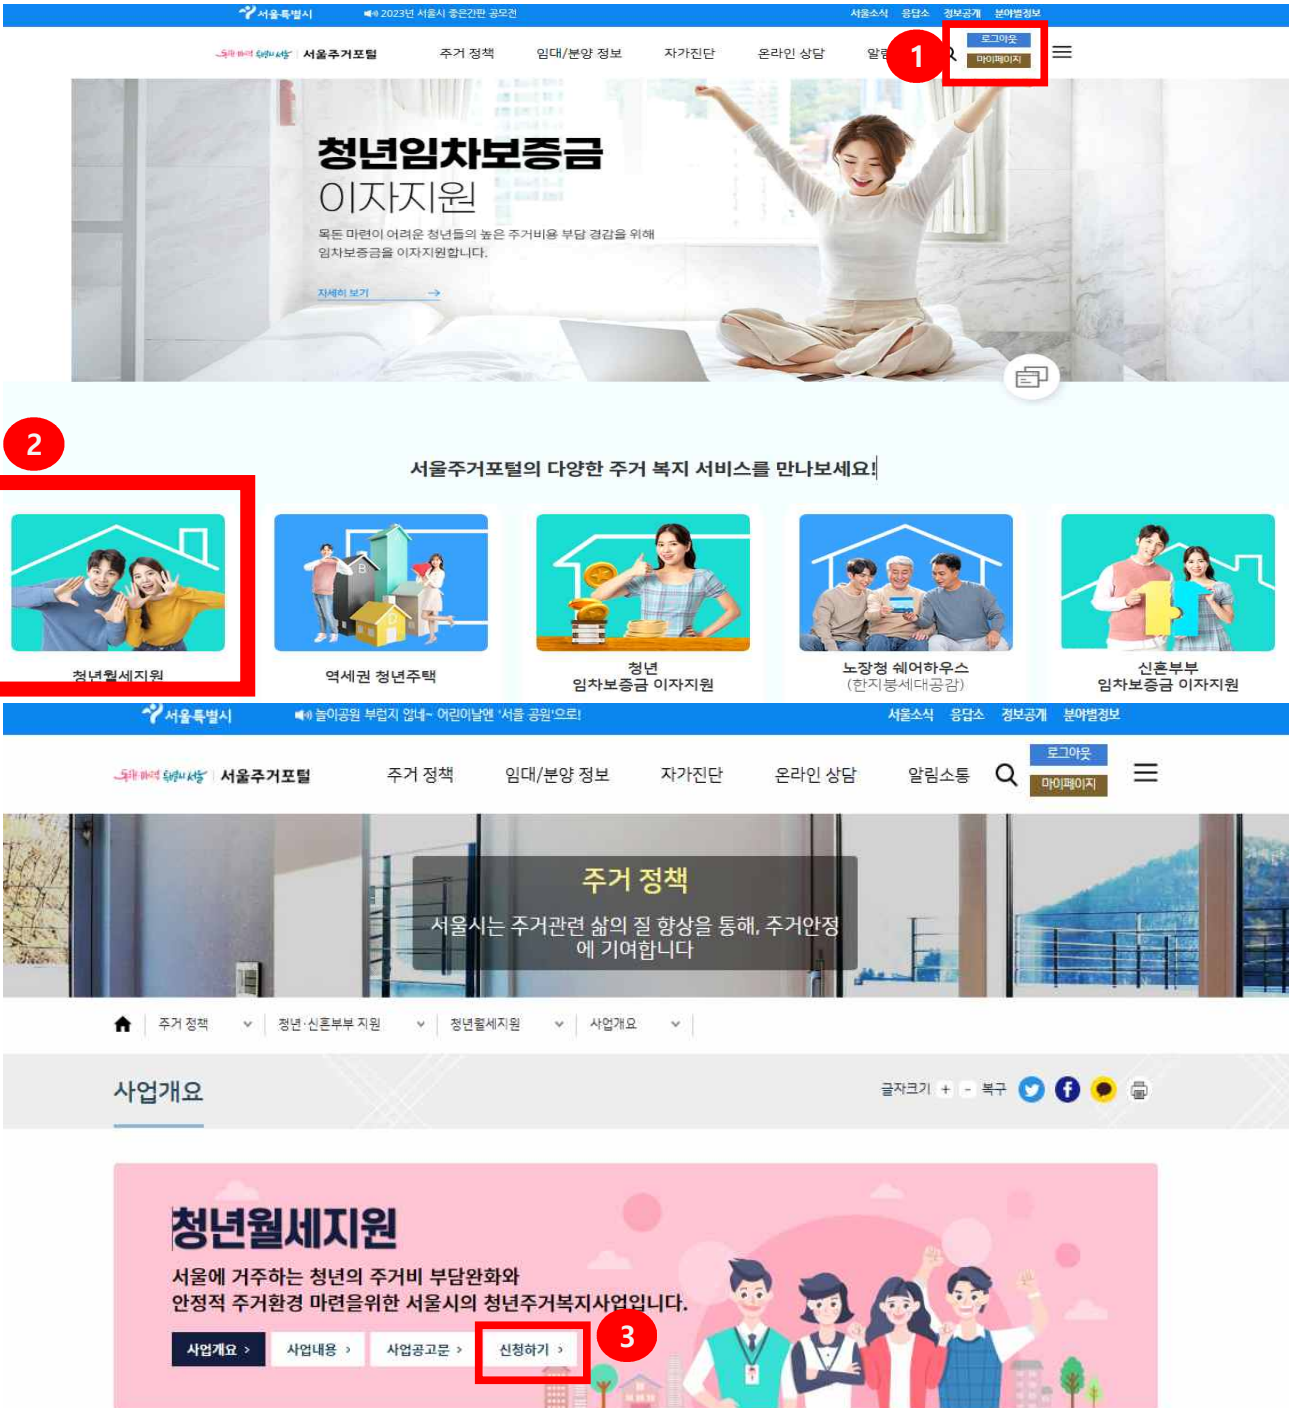 서울특별시
2023년 서울시 좋은간판 공모전
서울소식 응답소 정보공개 분야별정보
서울주거포털
주거 정책 임대/분양 정보 자가진단 온라인 상담
1
로그아웃
마이페이지
청년임차보증금
이자지원
목돈 마련이 어려운 청년들의 높은 주거비용 부담 경감을 위해
임차보증금을 이자지원합니다.
자세히 보기 →
2
서울주거포털의 다양한 주거 복지 서비스를 만나보세요!
B
D
청년월세지원
역세권 청년주택
청년
임차보증금 이자지원
노장청 쉐어하우스
(한지붕세대공감)
신혼부부
임차보증금 이자지원
서울특별시
놀이공원 부럽지 않네~ 어린이날엔 '서울 공원'으로!
서울소식 응답소 정보공개 분야별정보
서울주거포털
주거 정책 임대/분양 정보 자가진단 온라인 상담 알림소통
로그아웃
마이페이지
주거 정책
서울시는 주거관련 삶의 질 향상을 통해, 주거안정
에 기여합니다
주거 정책 청년·신혼부부 지원 청년월세지원 사업개요
사업개요
글자크기 + - 복구
청년월세지원
서울에 거주하는 청년의 주거비 부담완화와
안정적 주거환경 마련을위한 서울시의 청년주거복지사업입니다.
사업개요 > 사업내용 > 사업공고문 > 신청하기 >
3